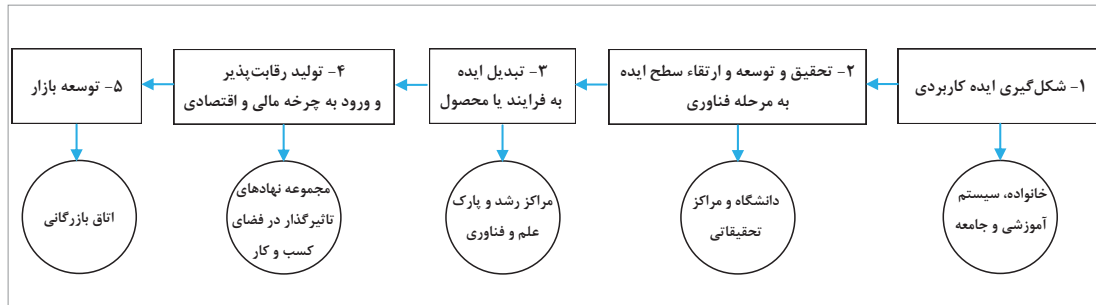 ۱- شکل‌گیری ایده کاربردی
۲- تحقیق و توسعه و ارتقاء سطح ایده
به مرحله فناوری
۳- تبدیل ایده
به فرایند یا محصول
۴- تولید رقابت‌پذیر
و ورود به چرخه مالی و اقتصادی
۵- توسعه بازار
خانواده، سیستم
آموزشی و جامعه
دانشگاه و مراکز
تحقیقاتی
مراکز رشد و پارک
علم و فناوری
مجموعه نهادهای
تاثیرگذار در فضای
کسب و کار
اتاق بازرگانی